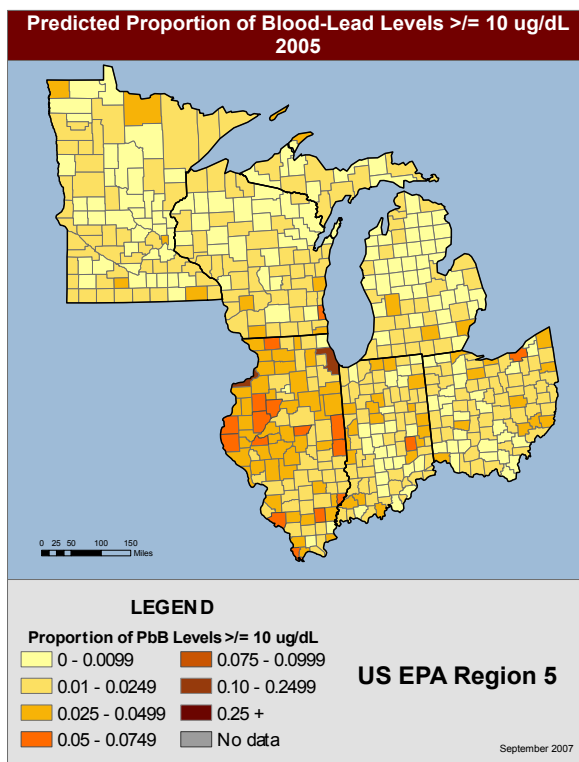 Predicted Proportion of Blood-Lead Levels >/= 10 ug/dL
2005
0 25 50 100 150
Miles
LEGEND
Proportion of PbB Levels >/= 10 ug/dL
0 - 0.0099
0.01 - 0.0249
0.025 - 0.0499
0.05 - 0.0749
0.075 - 0.0999
0.10 - 0.2499
0.25 +
No data
US EPA Region 5
September 2007